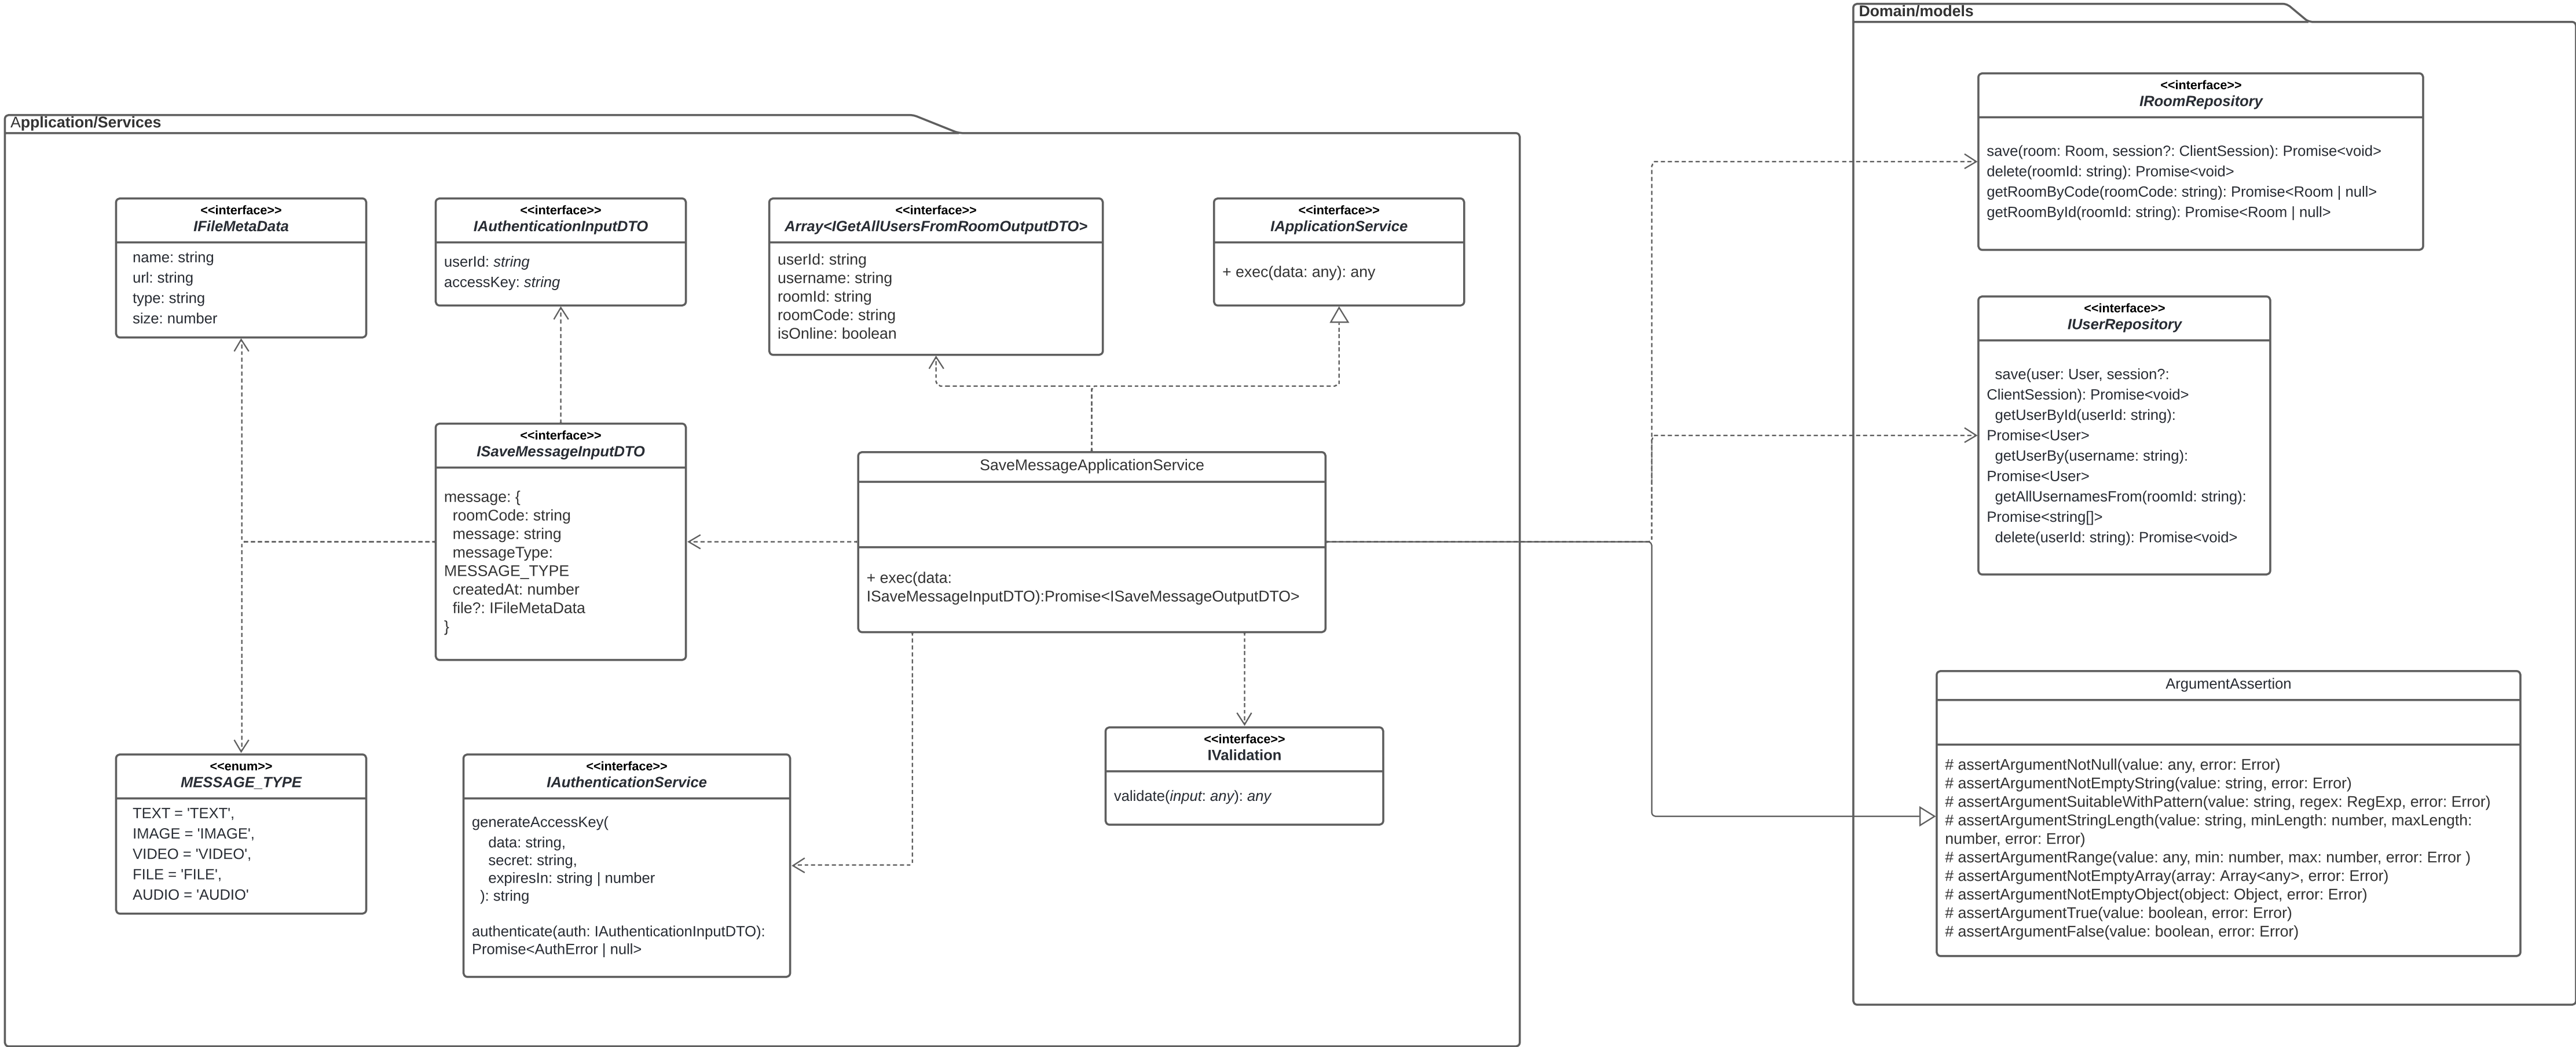 Domain/models
<<interface>>
IRoomRepository
save(room: Room, session?: ClientSession): Promise<void>
delete(roomId: string): Promise<void>
getRoomByCode(roomCode: string): Promise<Room | null>
getRoomById(roomId: string): Promise<Room | null>
Application/Services
<<interface>>
IFileMetaData
name: string
url: string
type: string
size: number
<<interface>>
IAuthenticationInputDTO
userId: string
accessKey: string
<<interface>>
Array<IGetAllUsersFromRoomOutputDTO>
userId: string
username: string
roomId: string
roomCode: string
isOnline: boolean
<<interface>>
IApplicationService
+ exec(data: any): any
<<interface>>
IUserRepository
save(user: User, session?:
ClientSession): Promise<void>
getUserById(userId: string):
Promise<User>
getUserBy(username: string):
Promise<User>
getAllUsernamesFrom(roomId: string):
Promise<string[]>
delete(userId: string): Promise<void>
<<interface>>
ISaveMessageInputDTO
message: {
roomCode: string
message: string
messageType:
MESSAGE_TYPE
createdAt: number
file?: IFileMetaData
}
SaveMessageApplicationService
+ exec(data:
ISaveMessageInputDTO):Promise<ISaveMessageOutputDTO>
<<enum>>
MESSAGE_TYPE
TEXT = 'TEXT',
IMAGE = 'IMAGE',
VIDEO = 'VIDEO',
FILE = 'FILE',
AUDIO = 'AUDIO'
<<interface>>
IAuthenticationService
generateAccessKey(
data: string,
secret: string,
expiresIn: string | number
): string
authenticate(auth: IAuthenticationInputDTO):
Promise<AuthError | null>
<<interface>>
IValidation
validate(input: any): any
ArgumentAssertion
# assertArgumentNotNull(value: any, error: Error)
# assertArgumentNotEmptyString(value: string, error: Error)
# assertArgumentSuitableWithPattern(value: string, regex: RegExp, error: Error)
# assertArgumentStringLength(value: string, minLength: number, maxLength:
number, error: Error)
# assertArgumentRange(value: any, min: number, max: number, error: Error )
# assertArgumentNotEmptyArray(array: Array<any>, error: Error)
# assertArgumentNotEmptyObject(object: Object, error: Error)
# assertArgumentTrue(value: boolean, error: Error)
# assertArgumentFalse(value: boolean, error: Error)